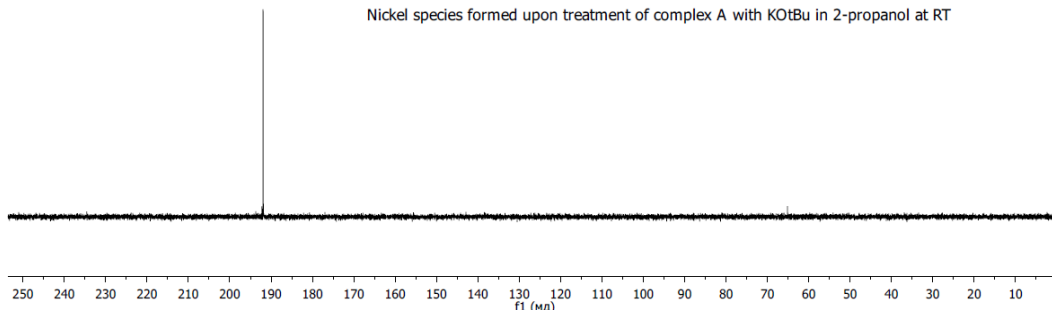 Nickel species formed upon treatment of complex A with KOtBu in 2-propanol at RT
250 240 230 220 210 200 190 180 170 160 150 140 130 120 110 100 90 80 70 60 50 40 30 20 10
f1 (мд)